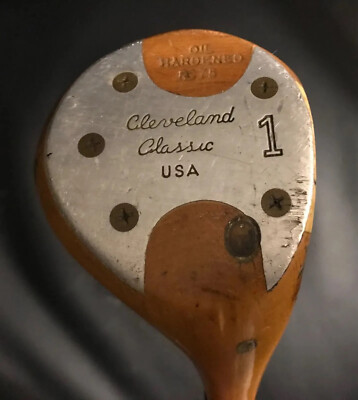 OIL
HARDENED
Cleveland
Classic
USA
1